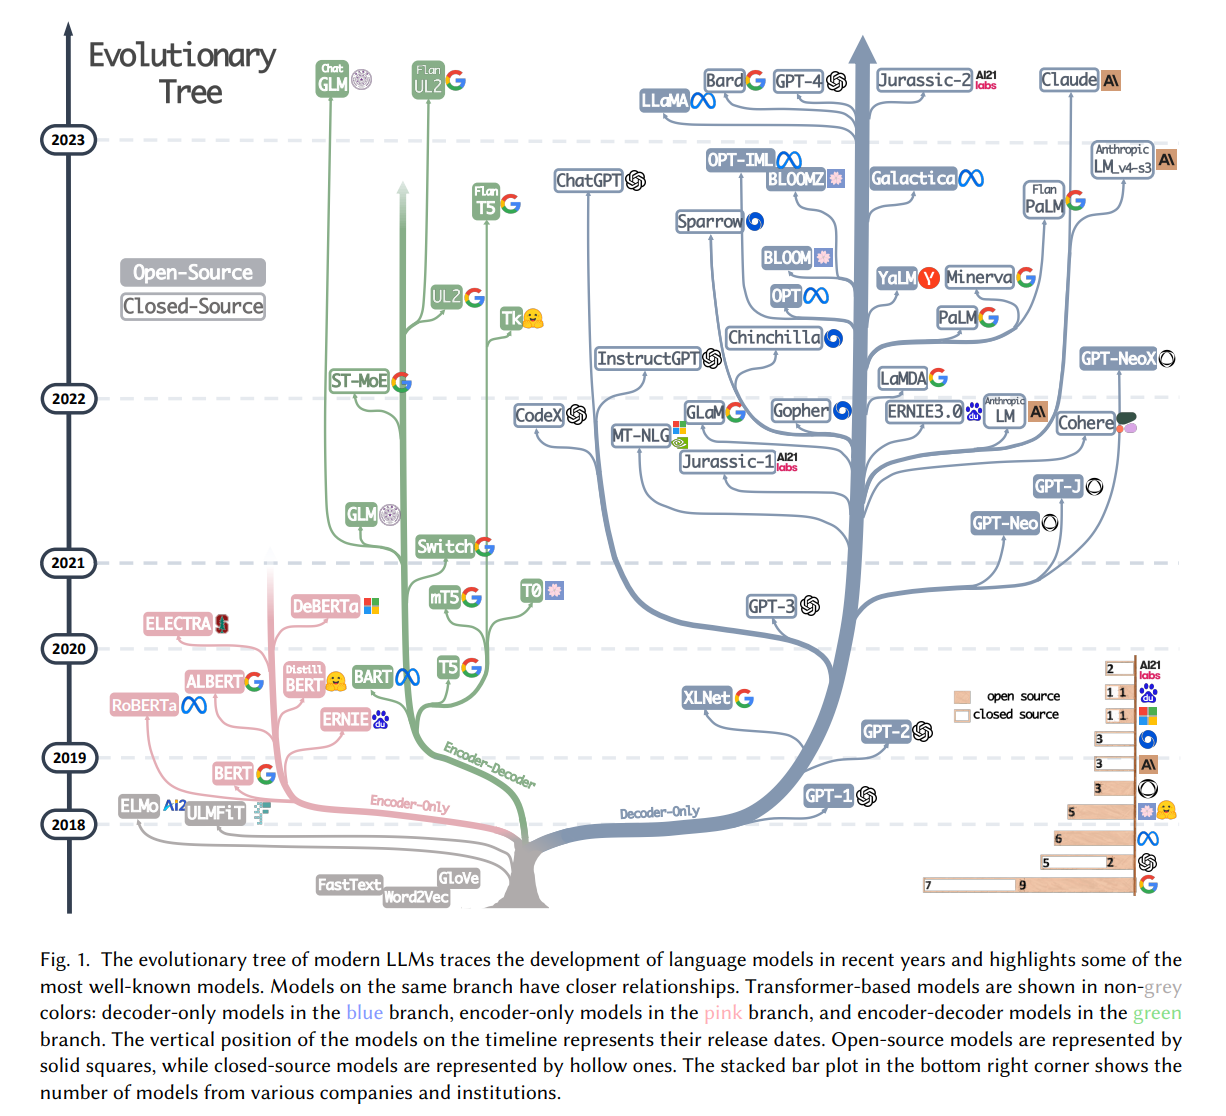 Evolutionary
Tree
2023
2022
2021
2020
2019
2018
Open-Source
Closed-Source
Chat
GLM
Flan
UL2
Flan
T5
UL2
Tk
ST-MoE
GLM
Switch
mT5
T0
BART
T5
Encoder-Decoder
DeBERTa
ELECTRA
ALBERT
Distill
BERT
RoBERTa
ERNIE
BERT
Encoder-Only
ELMo
AI2
ULMFiT
FastText
Word2Vec
GloVe
Bard
GPT-4
Jurassic-2
AI21
labs
Claude
A\
LLaMA
OPT-IML
BLOOMZ
Galactica
Anthropic
LM_v4-s3
A\
ChatGPT
Flan
PaLM
Sparrow
BLOOM
YaLM
Y
Minerva
OPT
PaLM
Chinchilla
InstructGPT
GPT-NeoX
LaMDA
CodeX
GLaM
Gopher
ERNIE3.0
du
Anthropic
LM
A\
Cohere
MT-NLG
Jurassic-1
AI21
labs
GPT-J
GPT-Neo
GPT-3
XLNet
GPT-2
GPT-1
Decoder-Only
open source
closed source
2
AI21
labs
1 1
du
1 1
3
3
A\
3
5
6
5 2
7 9
Fig. 1. The evolutionary tree of modern LLMs traces the development of language models in recent years and highlights some of the
most well-known models. Models on the same branch have closer relationships. Transformer-based models are shown in non-grey
colors: decoder-only models in the blue branch, encoder-only models in the pink branch, and encoder-decoder models in the green
branch. The vertical position of the models on the timeline represents their release dates. Open-source models are represented by
solid squares, while closed-source models are represented by hollow ones. The stacked bar plot in the bottom right corner shows the
number of models from various companies and institutions.